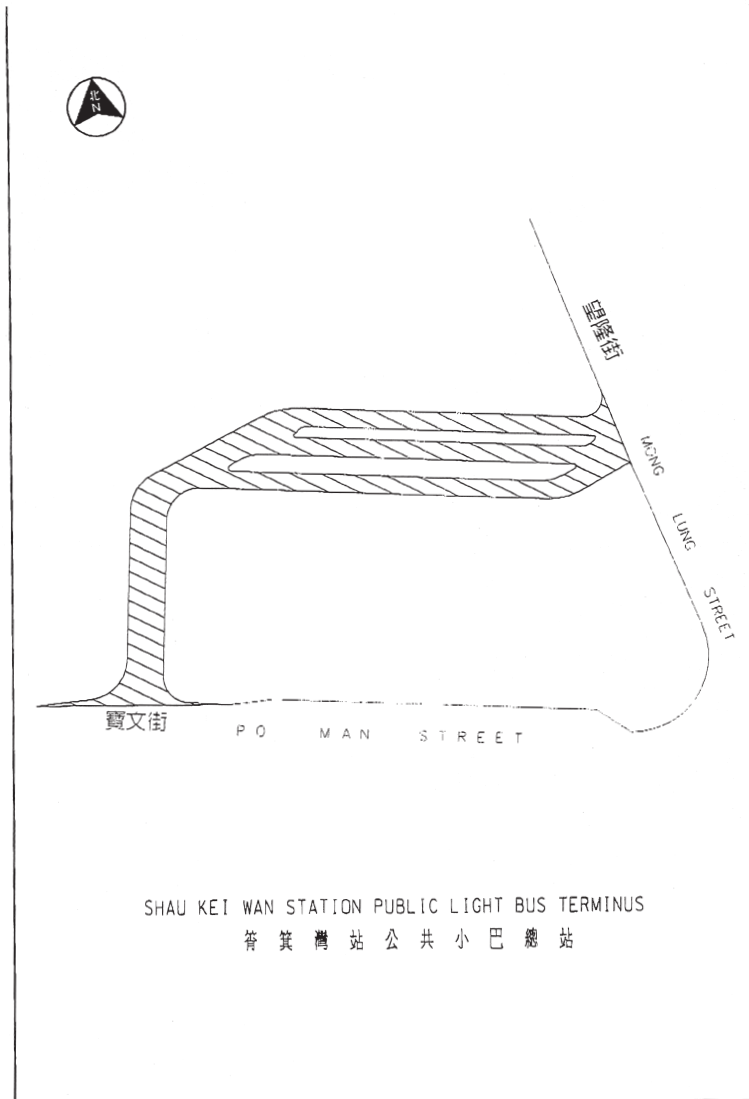 北
N
望隆街
MONG LUNG STREET
寶文街
PO MAN STREET
SHAU KEI WAN STATION PUBLIC LIGHT BUS TERMINUS
筲箕灣站公共小巴總站